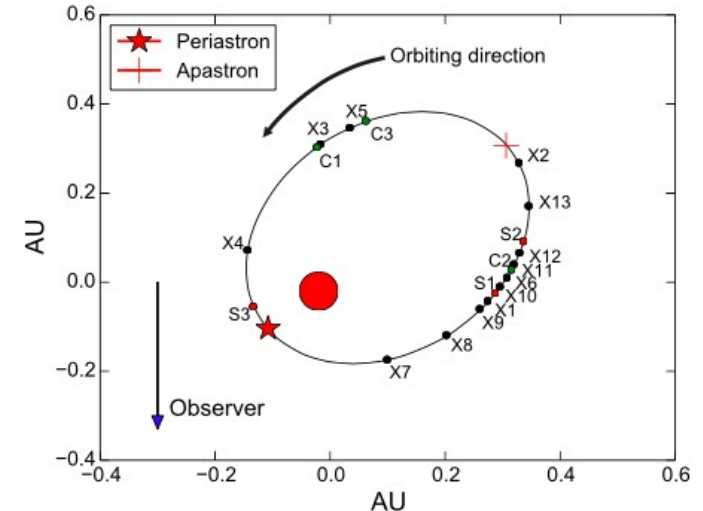 0.6
Periastron
Apastron
Orbiting direction
0.4
X5
C3
X3
C1
X2
0.2
X13
S2
X4
X12
C2
X11
AU
0.0
S1
X6
X10
S3
X1
X9
X8
X7
−0.2
Observer
−0.4
−0.4
−0.2
0.0
0.2
0.4
0.6
AU